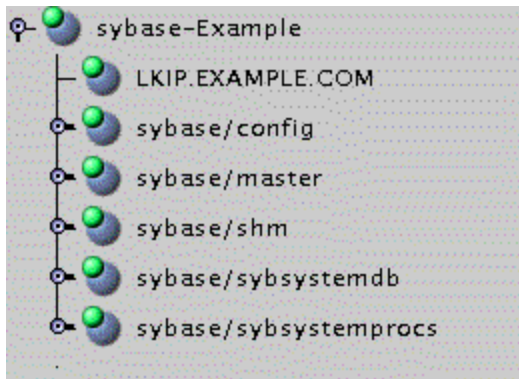 sybase-Example
LKIP.EXAMPLE.COM
sybase/config
sybase/master
sybase/shm
sybase/sybsystemdb
sybase/sybsystemprocs